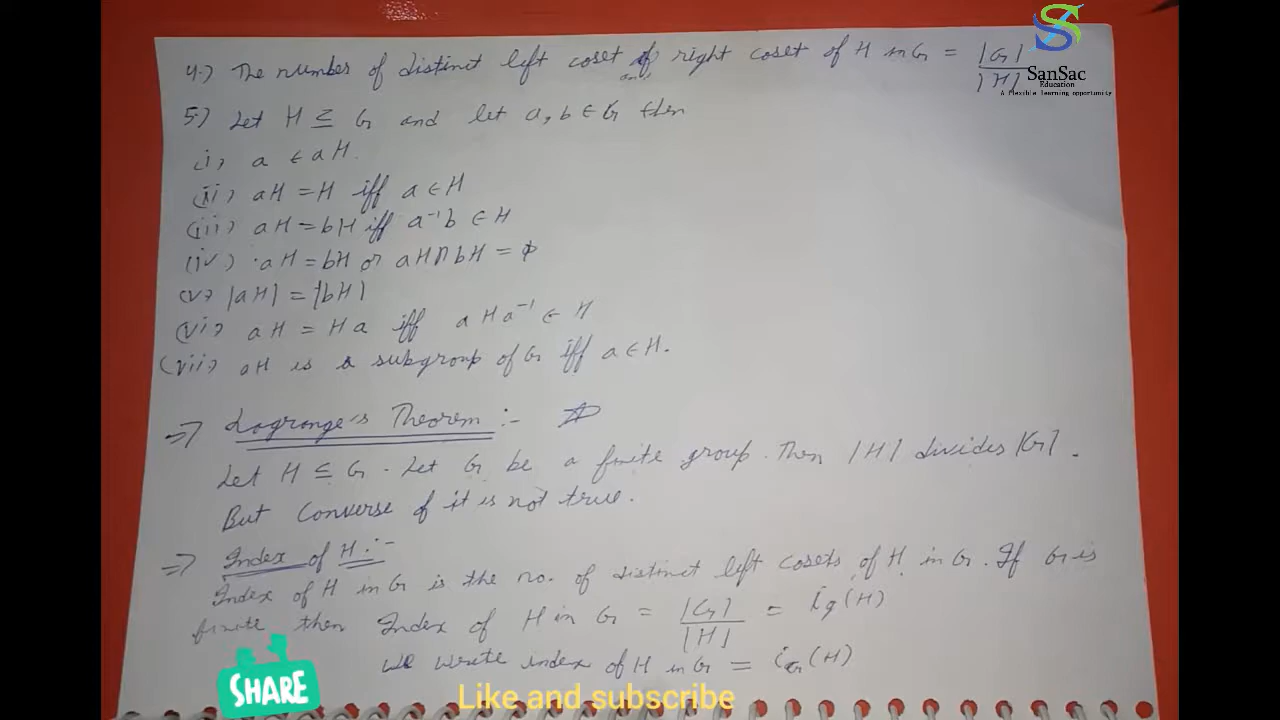 4.) The number of distinct left coset of right coset of H in G = |G| / |H|
and
SanSac
Education
A flexible learning opportunity
5.) Let H ≤ G and let a, b ∈ G then
(i) a ∈ aH.
(ii) aH = H iff a ∈ H
(iii) aH = bH iff a⁻¹b ∈ H
(iv) aH = bH or aH∩bH = ϕ
(v) |aH| = |bH|
(vi) aH = Ha iff aHa⁻¹ ∈ H
(vii) aH is a subgroup of G iff a ∈ H.
=> Lagrange's Theorem :-
Let H ≤ G. Let G be a finite group. Then |H| divides |G|.
But Converse of it is not true.
=> Index of H :-
Index of H in G is the no. of distinct left cosets of H in G. If G is
finite then Index of H in G = |G| / |H| = ig(H)
we write index of H in G = iG(H)
SHARE
Like and subscribe